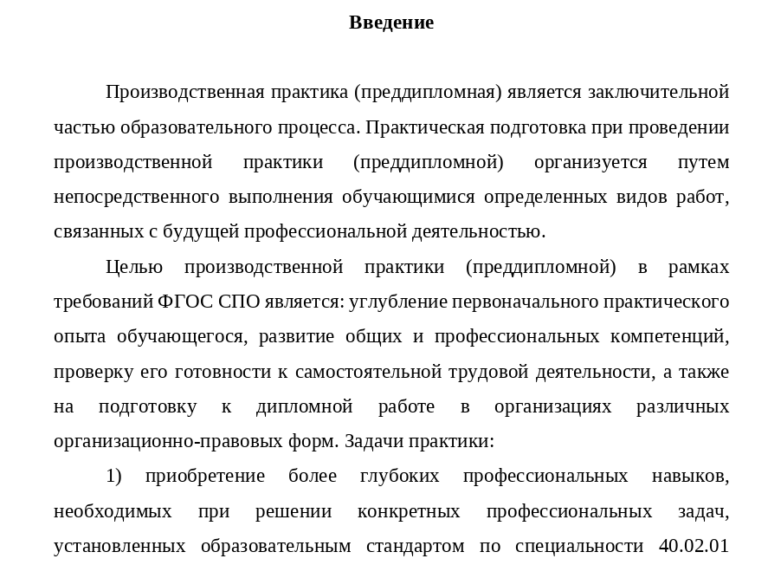 Введение
Производственная практика (преддипломная) является заключительной
частью образовательного процесса. Практическая подготовка при проведении
производственной практики (преддипломной) организуется путем
непосредственного выполнения обучающимися определенных видов работ,
связанных с будущей профессиональной деятельностью.
Целью производственной практики (преддипломной) в рамках
требований ФГОС СПО является: углубление первоначального практического
опыта обучающегося, развитие общих и профессиональных компетенций,
проверку его готовности к самостоятельной трудовой деятельности, а также
на подготовку к дипломной работе в организациях различных
организационно-правовых форм. Задачи практики:
1) приобретение более глубоких профессиональных навыков,
необходимых при решении конкретных профессиональных задач,
установленных образовательным стандартом по специальности 40.02.01